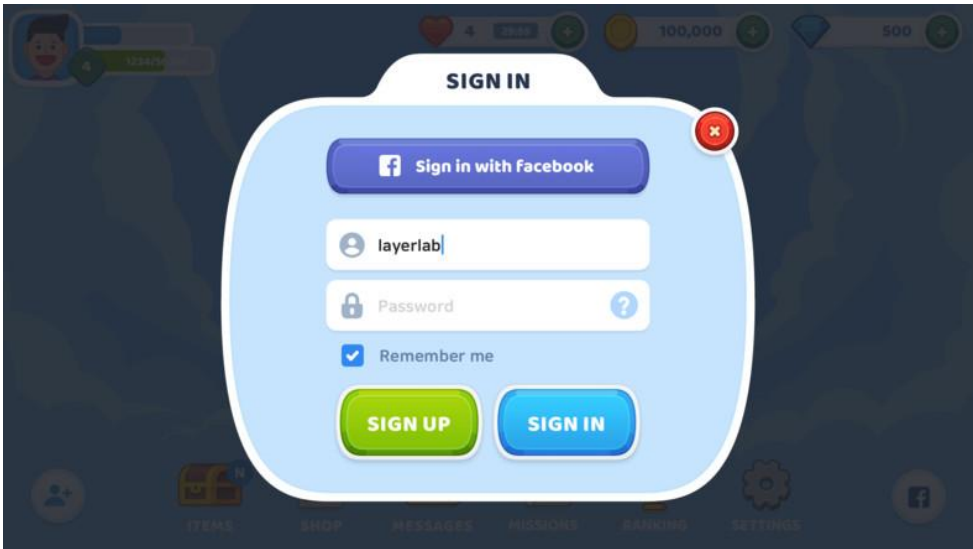 4 100,000 500
4
SIGN IN
Sign in with facebook
layerlab
Password
?
Remember me
SIGN UP SIGN IN
N
ITEMS SHOP MESSAGES MISSIONS RANKING SETTINGS